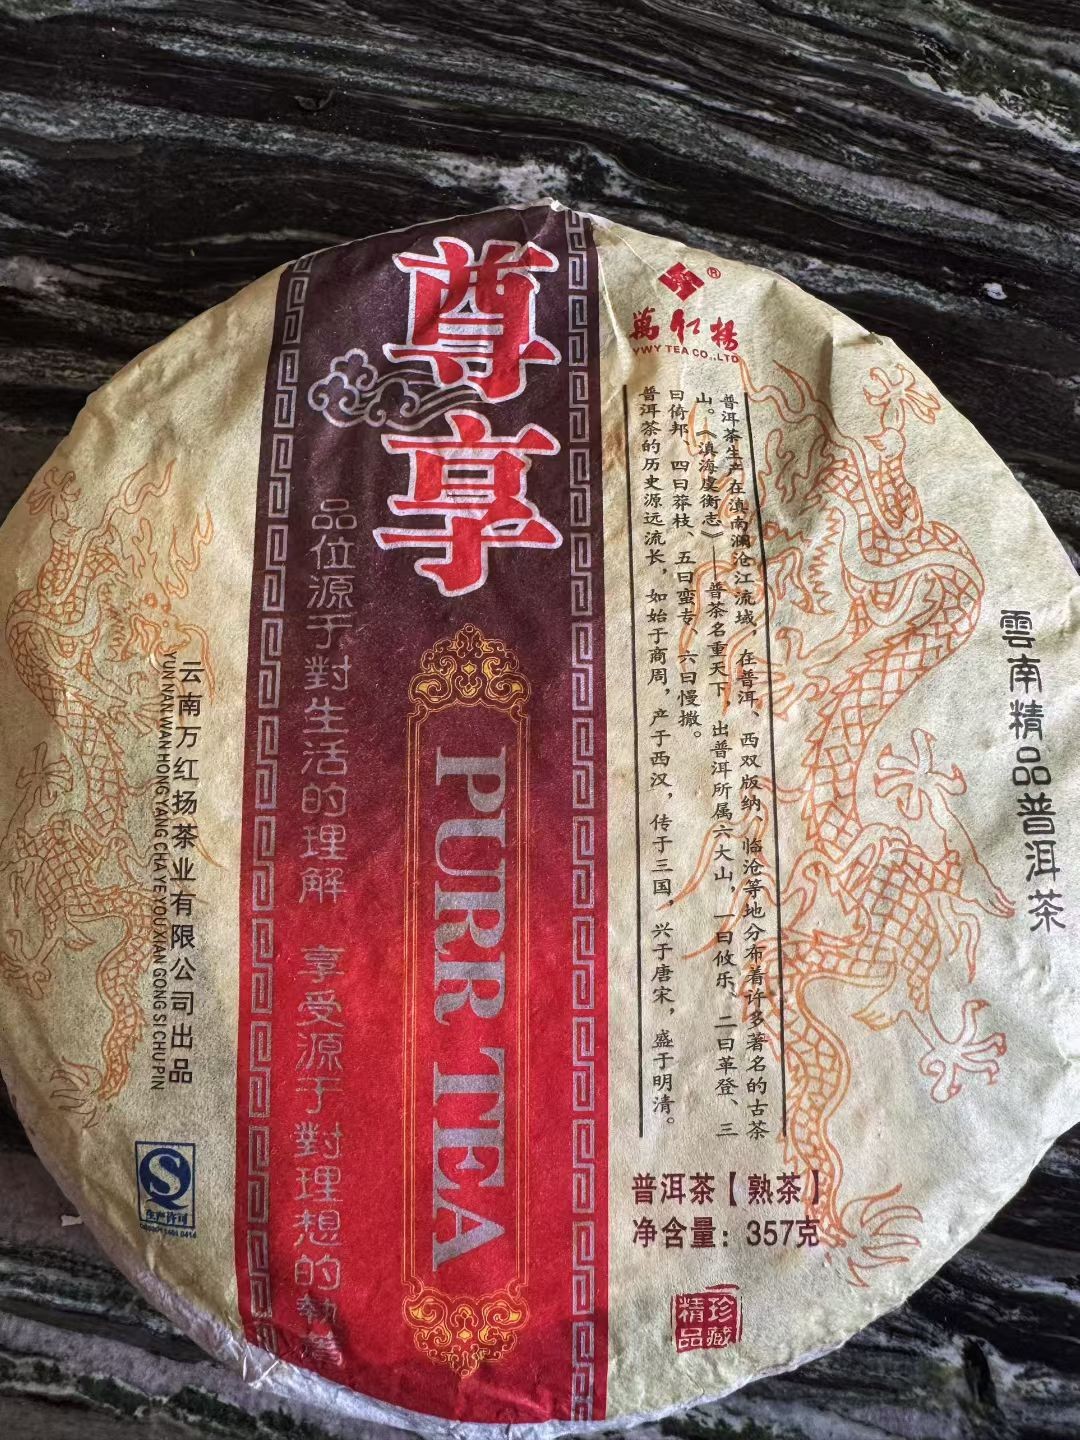 尊享
PURR TEA
品位源于對生活的理解 享受源于對理想的執着
萬红楊
®
YWY TEA CO.,LTD
普洱茶生产在滇南澜沧江流域，在普洱、西双版纳、临沧等地分布着许多著名的古茶
山。《滇海虞衡志》——普茶名重天下，出普洱所属六大山，一曰攸乐、二曰革登、三
曰倚邦、四曰莽枝、五曰蛮专、六曰慢撒。
普洱茶的历史源远流长，如始于商周，产于西汉，传于三国，兴于唐宋，盛于明清。
雲南精品普洱茶
云南万红扬茶业有限公司出品
YUN NAN WAN HONG YANG CHA YE YOU XIAN GONG SI CHU PIN
生产许可
普洱茶【熟茶】
净含量：357克
珍藏
精品